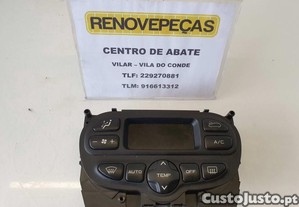 RENOVEPEÇAS
CENTRO DE ABATE
VILAR – VILA DO CONDE
TLF: 229270881
TLM: 916613312
A/C
AUTO
TEMP
OFF
CustoJusto.pt